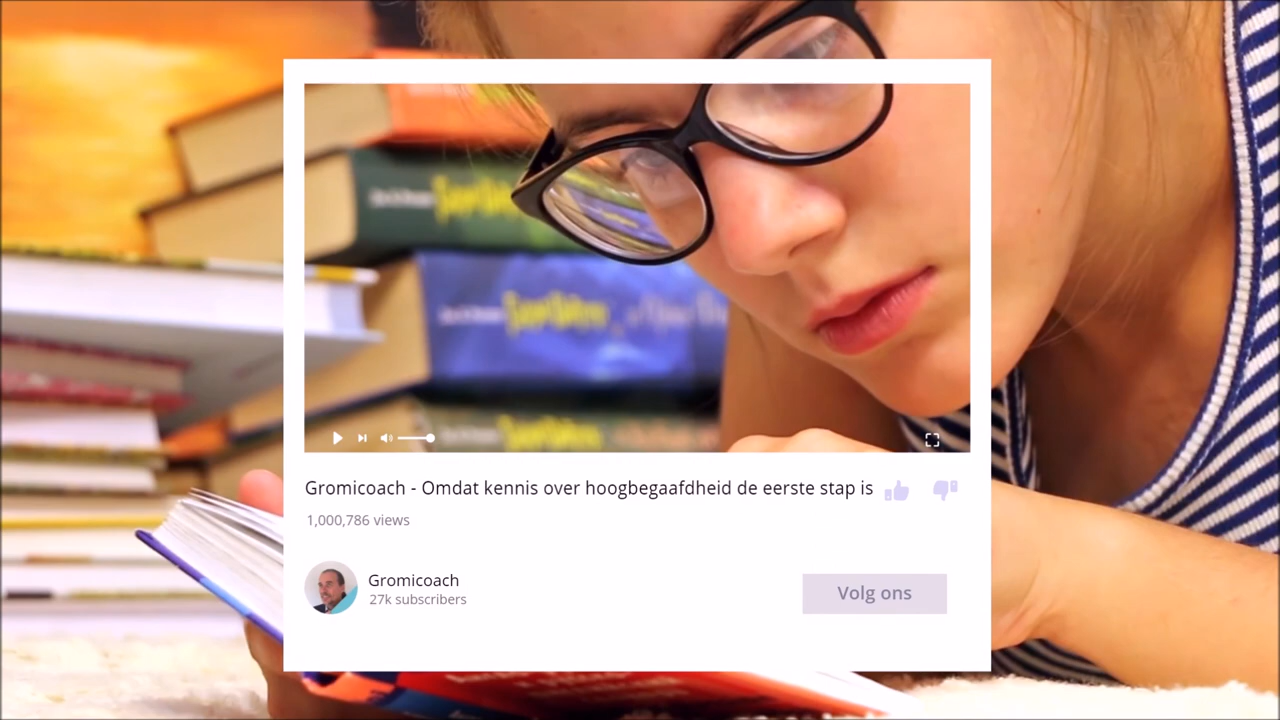 Gromicoach - Omdat kennis over hoogbegaafdheid de eerste stap is
1,000,786 views
Gromicoach
27k subscribers
Volg ons